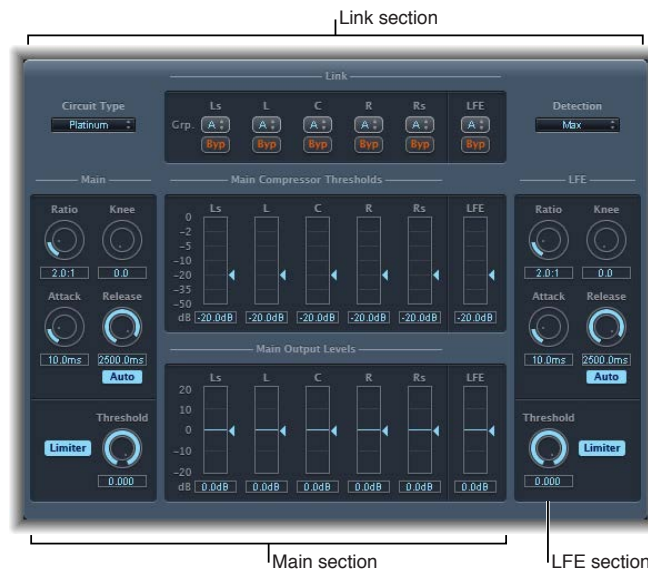 Link section
Link
Circuit Type
Platinum
Ls L C R Rs LFE
Grp. A A A A A A
Byp Byp Byp Byp Byp Byp
Detection
Max
Main
Ratio Knee
2.0:1 0.0
Attack Release
10.0ms 2500.0ms
Auto
Threshold
Limiter
0.000
Main Compressor Thresholds
Ls L C R Rs LFE
0
-2
-5
-10
-20
-35
-50
dB -20.0dB -20.0dB -20.0dB -20.0dB -20.0dB -20.0dB
Main Output Levels
Ls L C R Rs LFE
20
10
0
-10
-20
dB 0.0dB 0.0dB 0.0dB 0.0dB 0.0dB 0.0dB
LFE
Ratio Knee
2.0:1 0.0
Attack Release
10.0ms 2500.0ms
Auto
Threshold
Limiter
0.000
Main section
LFE section